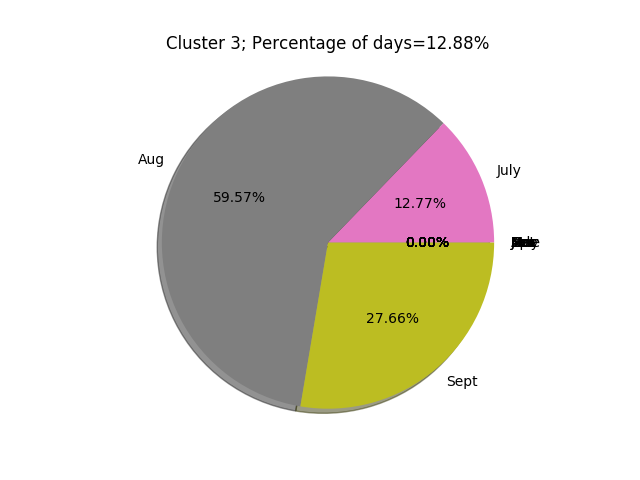 Cluster 3; Percentage of days=12.88%
Aug
July
59.57%
12.77%
0.00%
27.66%
Sept